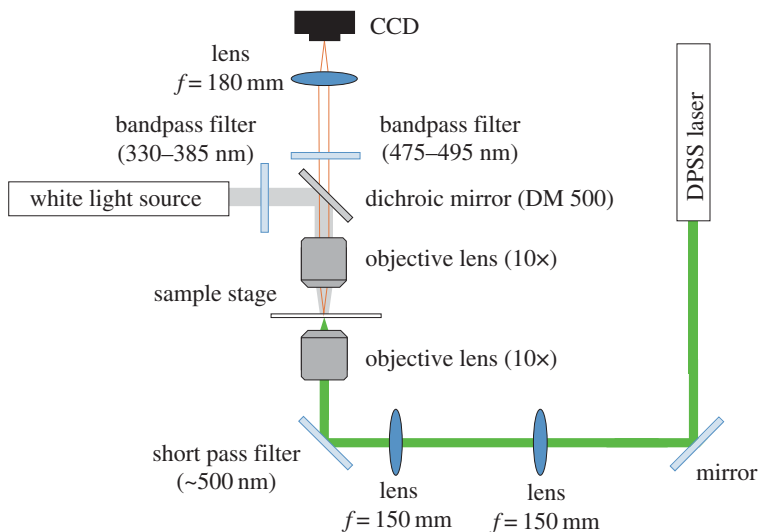 CCD
lens
f = 180 mm
bandpass filter
(330–385 nm)
bandpass filter
(475–495 nm)
DPSS laser
white light source
dichroic mirror (DM 500)
objective lens (10×)
sample stage
objective lens (10×)
short pass filter
(~500 nm)
lens
f = 150 mm
lens
f = 150 mm
mirror